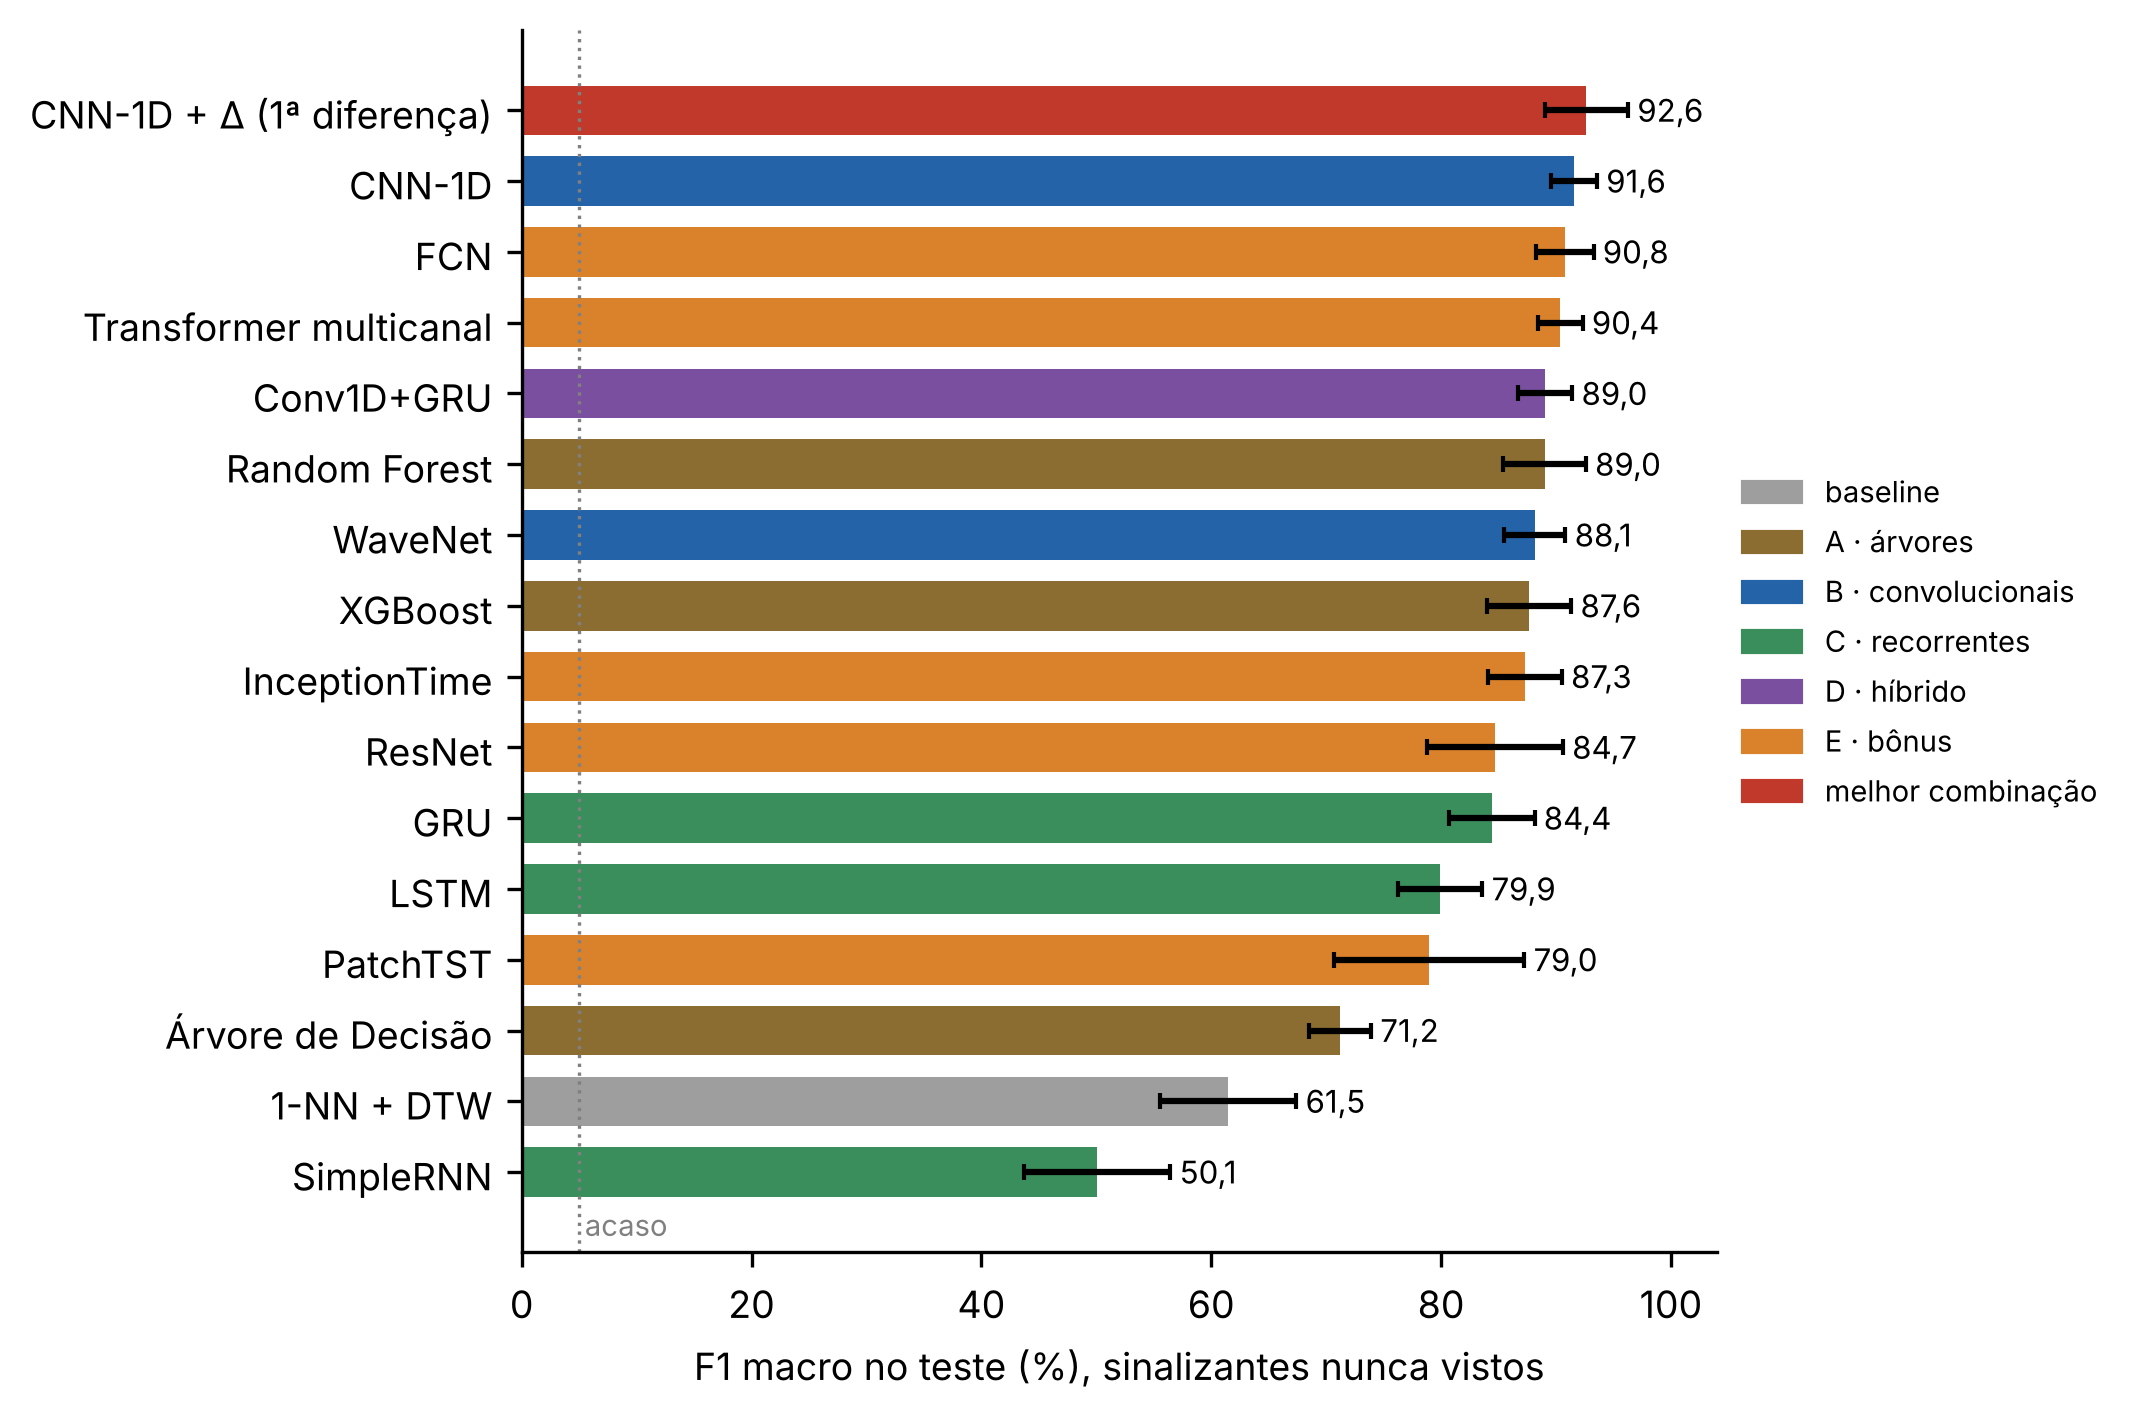 CNN-1D + Δ (1ª diferença) 92,6
CNN-1D 91,6
FCN 90,8
Transformer multicanal 90,4
Conv1D+GRU 89,0
Random Forest 89,0
WaveNet 88,1
XGBoost 87,6
InceptionTime 87,3
ResNet 84,7
GRU 84,4
LSTM 79,9
PatchTST 79,0
Árvore de Decisão 71,2
1-NN + DTW 61,5
SimpleRNN 50,1
acaso
0 20 40 60 80 100
F1 macro no teste (%), sinalizantes nunca vistos
baseline
A · árvores
B · convolucionais
C · recorrentes
D · híbrido
E · bônus
melhor combinação